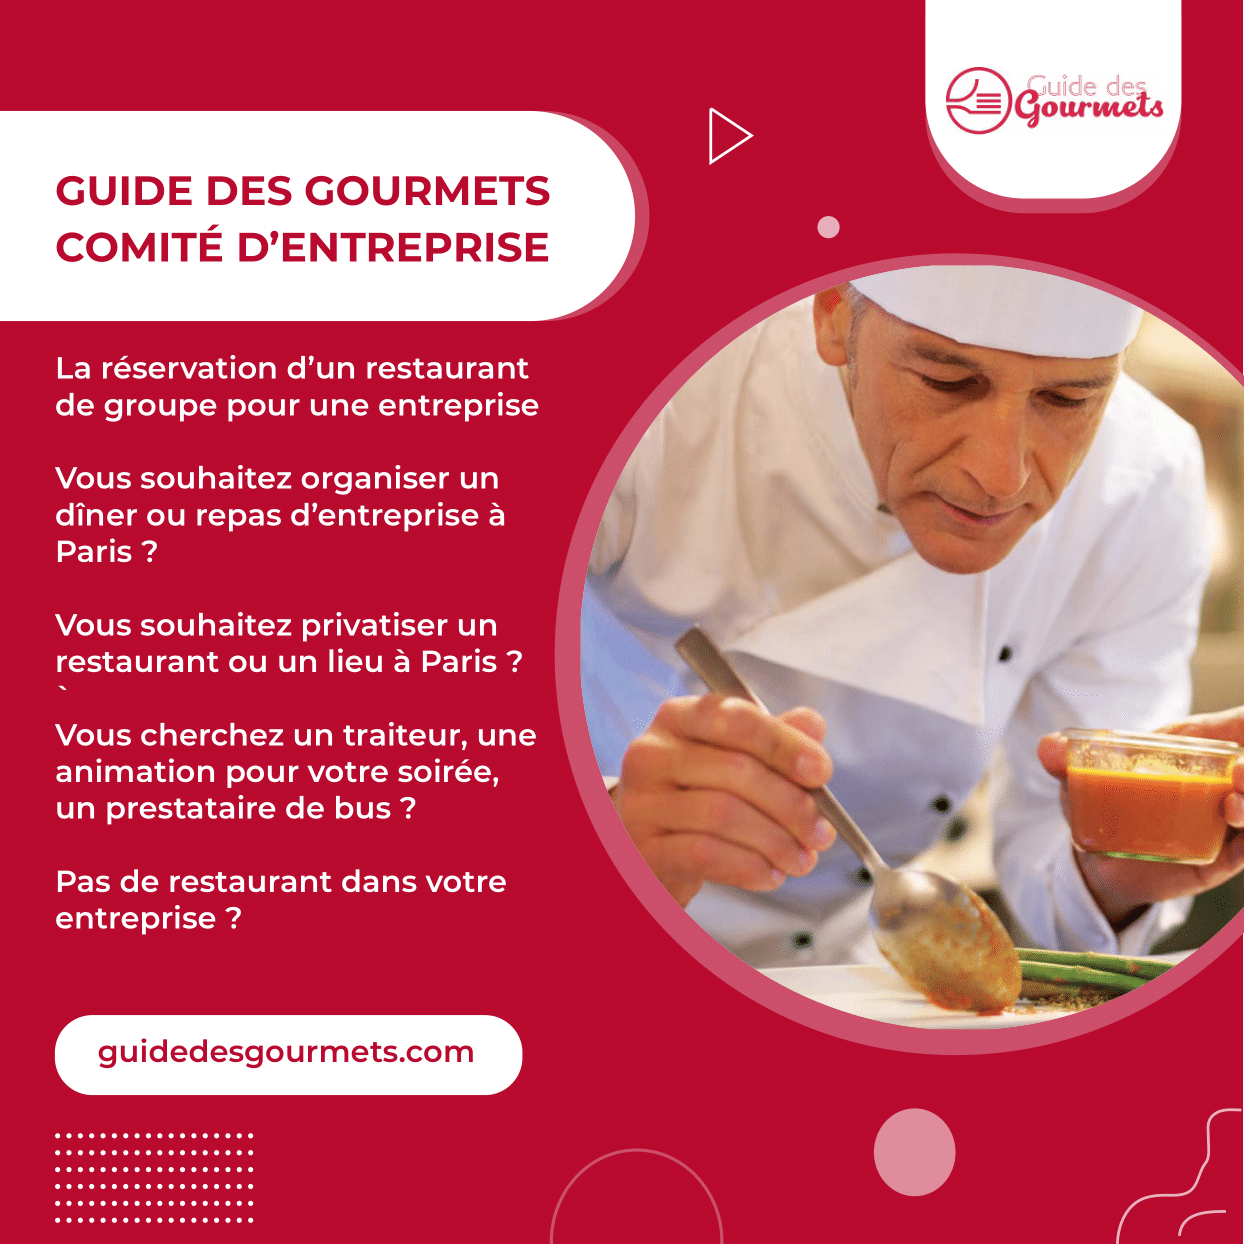 Guide des
Gourmets
GUIDE DES GOURMETS
COMITÉ D’ENTREPRISE
La réservation d’un restaurant
de groupe pour une entreprise
Vous souhaitez organiser un
dîner ou repas d’entreprise à
Paris ?
Vous souhaitez privatiser un
restaurant ou un lieu à Paris ?
`
Vous cherchez un traiteur, une
animation pour votre soirée,
un prestataire de bus ?
Pas de restaurant dans votre
entreprise ?
guidedesgourmets.com